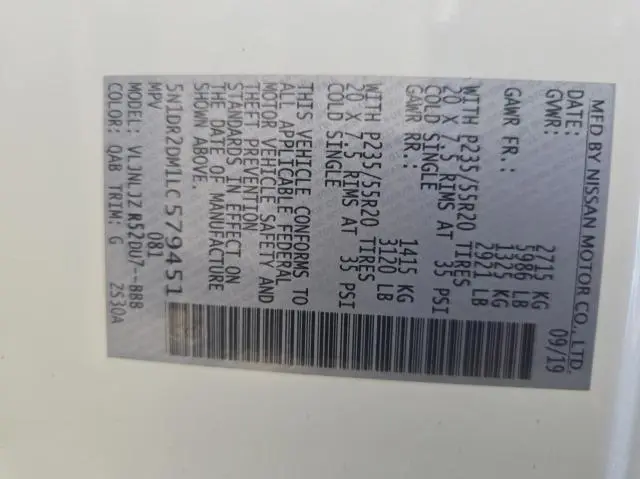 MFD BY NISSAN MOTOR CO., LTD.
DATE: 09/19
GVWR: 2715 KG
5986 LB
GAWR FR.: 1325 KG
2921 LB
WITH P235/55R20 TIRES
20 X 7.5 RIMS AT 35 PSI
COLD SINGLE
GAWR RR.: 1415 KG
3120 LB
WITH P235/55R20 TIRES
20 X 7.5 RIMS AT 35 PSI
COLD SINGLE
THIS VEHICLE CONFORMS TO
ALL APPLICABLE FEDERAL
MOTOR VEHICLE SAFETY AND
THEFT PREVENTION
STANDARDS IN EFFECT ON
THE DATE OF MANUFACTURE
SHOWN ABOVE.
5N1DR2DM1LC579451
MPV 081
MODEL: VLJNLJZ R52DU7--BBB
COLOR: QAB TRIM: G 2S30A